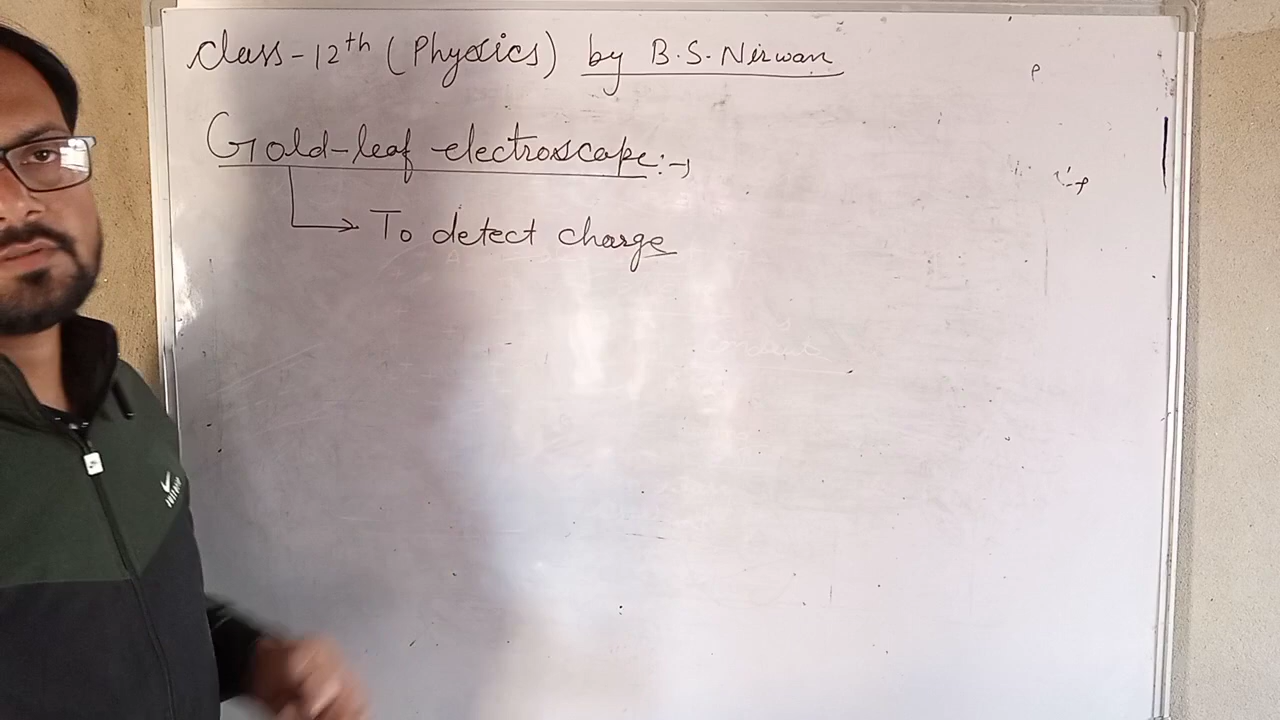 Class-12th (Physics) by B.S. Nirwan
Gold-leaf electroscope:→
→ To detect charge